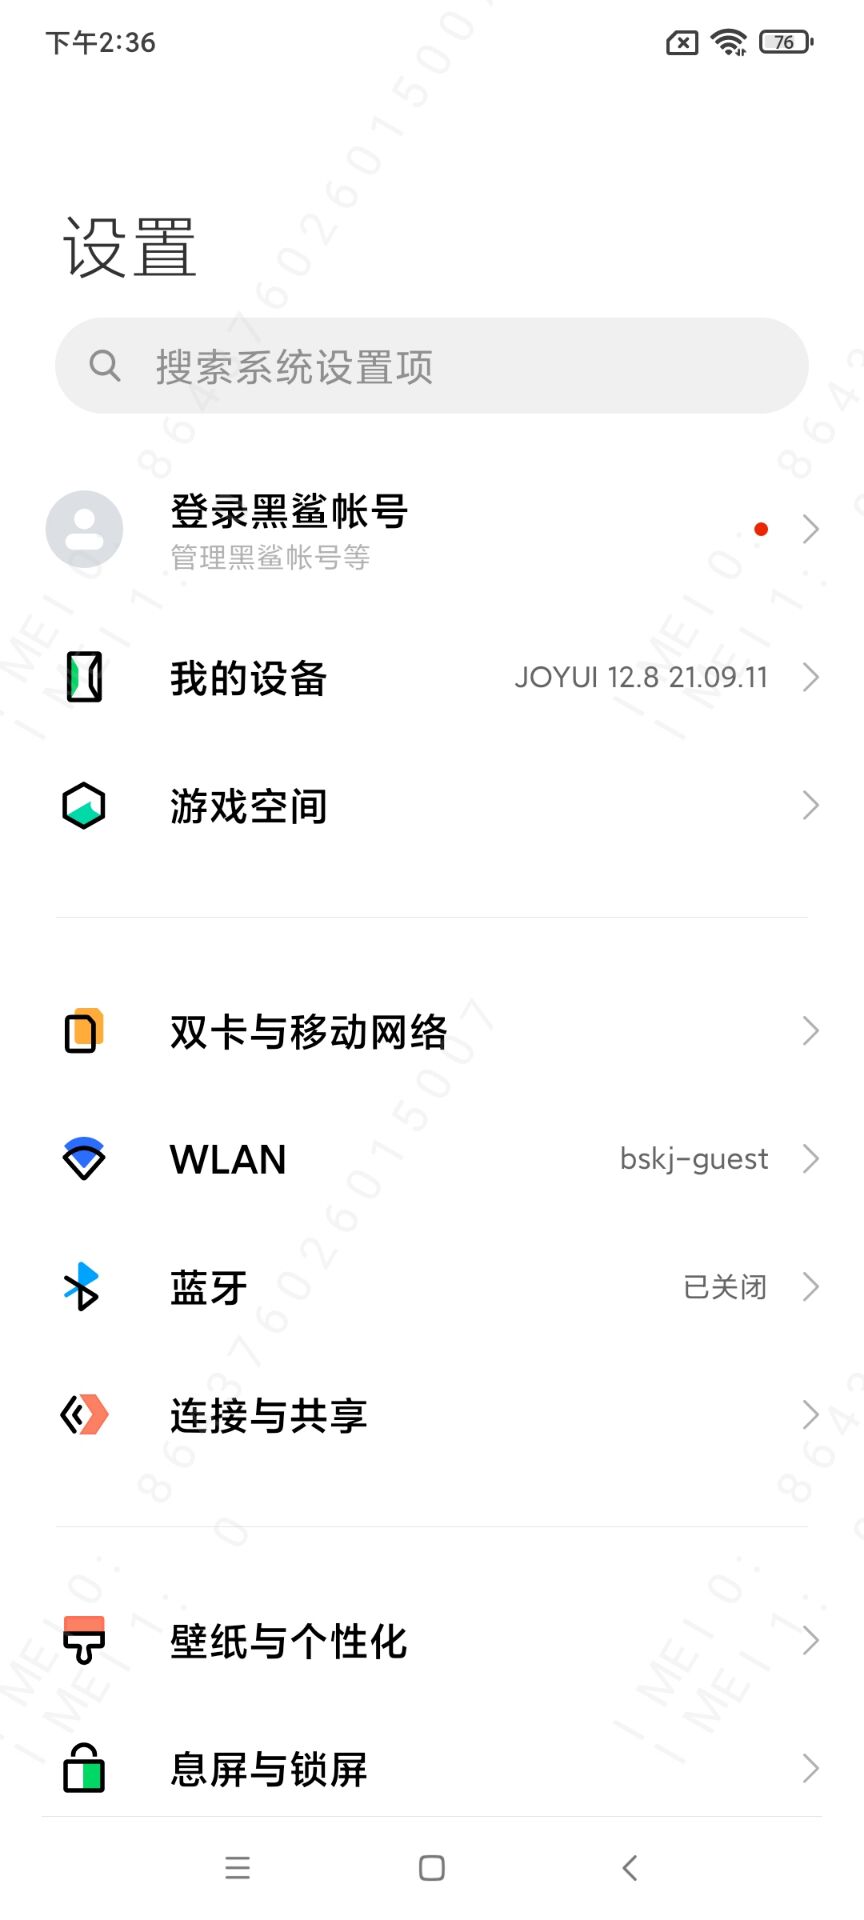 下午2:36
76
设置
搜索系统设置项
登录黑鲨帐号
管理黑鲨帐号等
我的设备
JOYUI 12.8 21.09.11
游戏空间
双卡与移动网络
WLAN
bskj-guest
蓝牙
已关闭
连接与共享
壁纸与个性化
息屏与锁屏